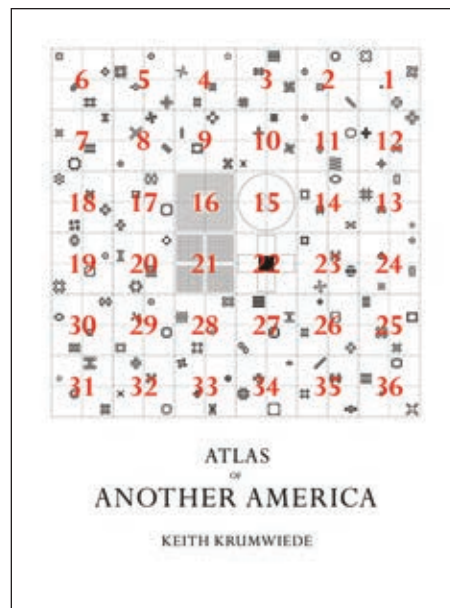 6 5 4 3 2 1
7 8 9 10 11 12
18 17 16 15 14 13
19 20 21 22 23 24
30 29 28 27 26 25
31 32 33 34 35 36
ATLAS
OF
ANOTHER AMERICA
KEITH KRUMWIEDE